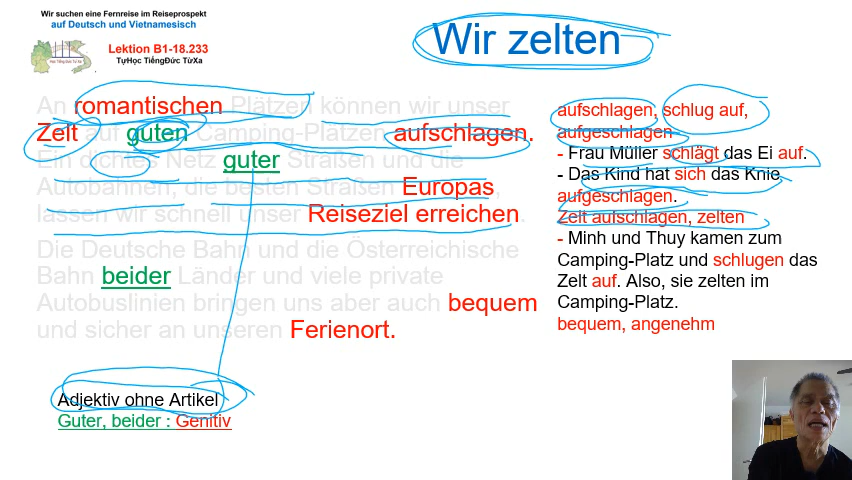 Wir suchen eine Fernreise im Reiseprospekt
auf Deutsch und Vietnamesisch
Lektion B1-18.233
TựHọc TiếngĐức TừXa
Học TiếngĐức TừXa
Wir zelten
An romantischen Plätzen können wir unser
Zelt auf guten Camping-Plätzen aufschlagen.
Ein dichtes Netz guter Straßen und die
Autobahnen, die besten Straßen Europas,
lassen wir schnell unser Reiseziel erreichen.
Die Deutsche Bahn und die Österreichische
Bahn beider Länder und viele private
Autobuslinien bringen uns aber auch bequem
und sicher an unseren Ferienort.
Adjektiv ohne Artikel
Guter, beider : Genitiv
aufschlagen, schlug auf,
aufgeschlagen
- Frau Müller schlägt das Ei auf.
- Das Kind hat sich das Knie
aufgeschlagen.
Zelt aufschlagen, zelten
- Minh und Thuy kamen zum
Camping-Platz und schlugen das
Zelt auf. Also, sie zelten im
Camping-Platz.
bequem, angenehm